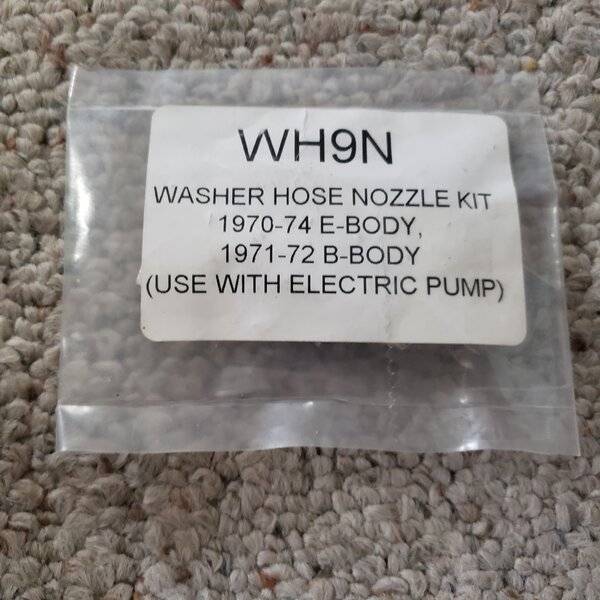 WH9N
WASHER HOSE NOZZLE KIT
1970-74 E-BODY,
1971-72 B-BODY
(USE WITH ELECTRIC PUMP)